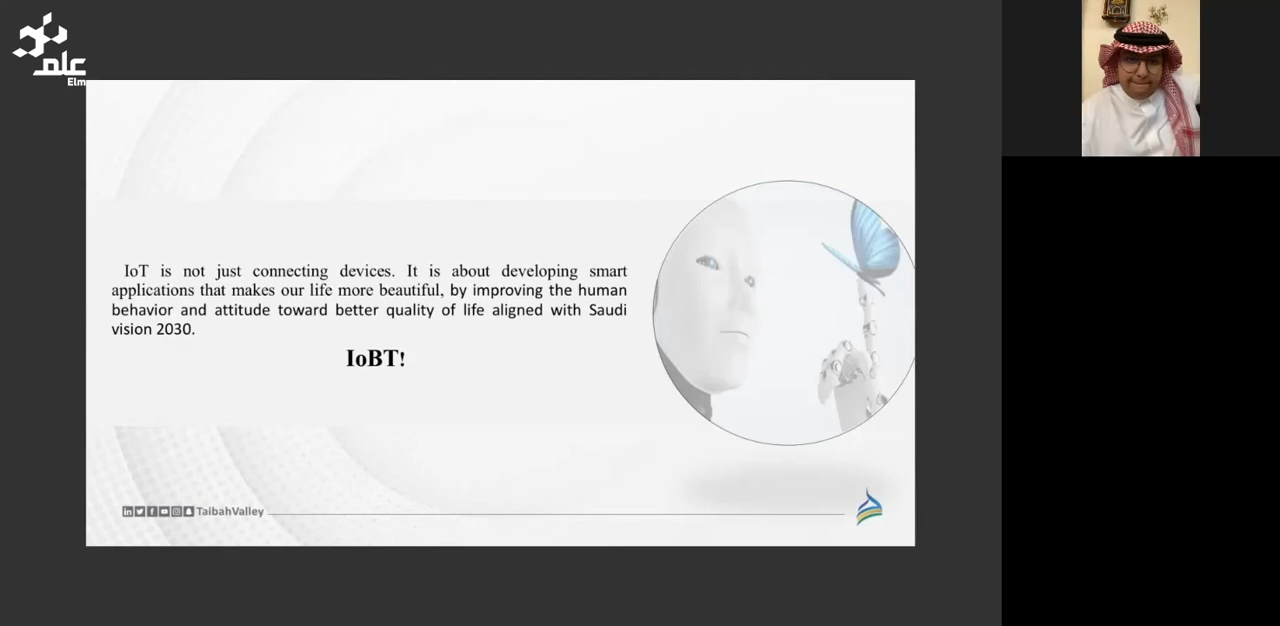 علم
Elm
IoT is not just connecting devices. It is about developing smart
applications that makes our life more beautiful, by improving the human
behavior and attitude toward better quality of life aligned with Saudi
vision 2030.
IoBT!
TaibahValley